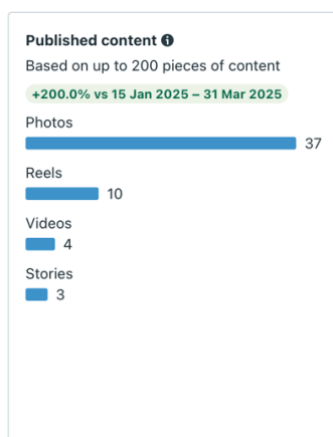 Published content
Based on up to 200 pieces of content
+200.0% vs 15 Jan 2025 – 31 Mar 2025
Photos
37
Reels
10
Videos
4
Stories
3